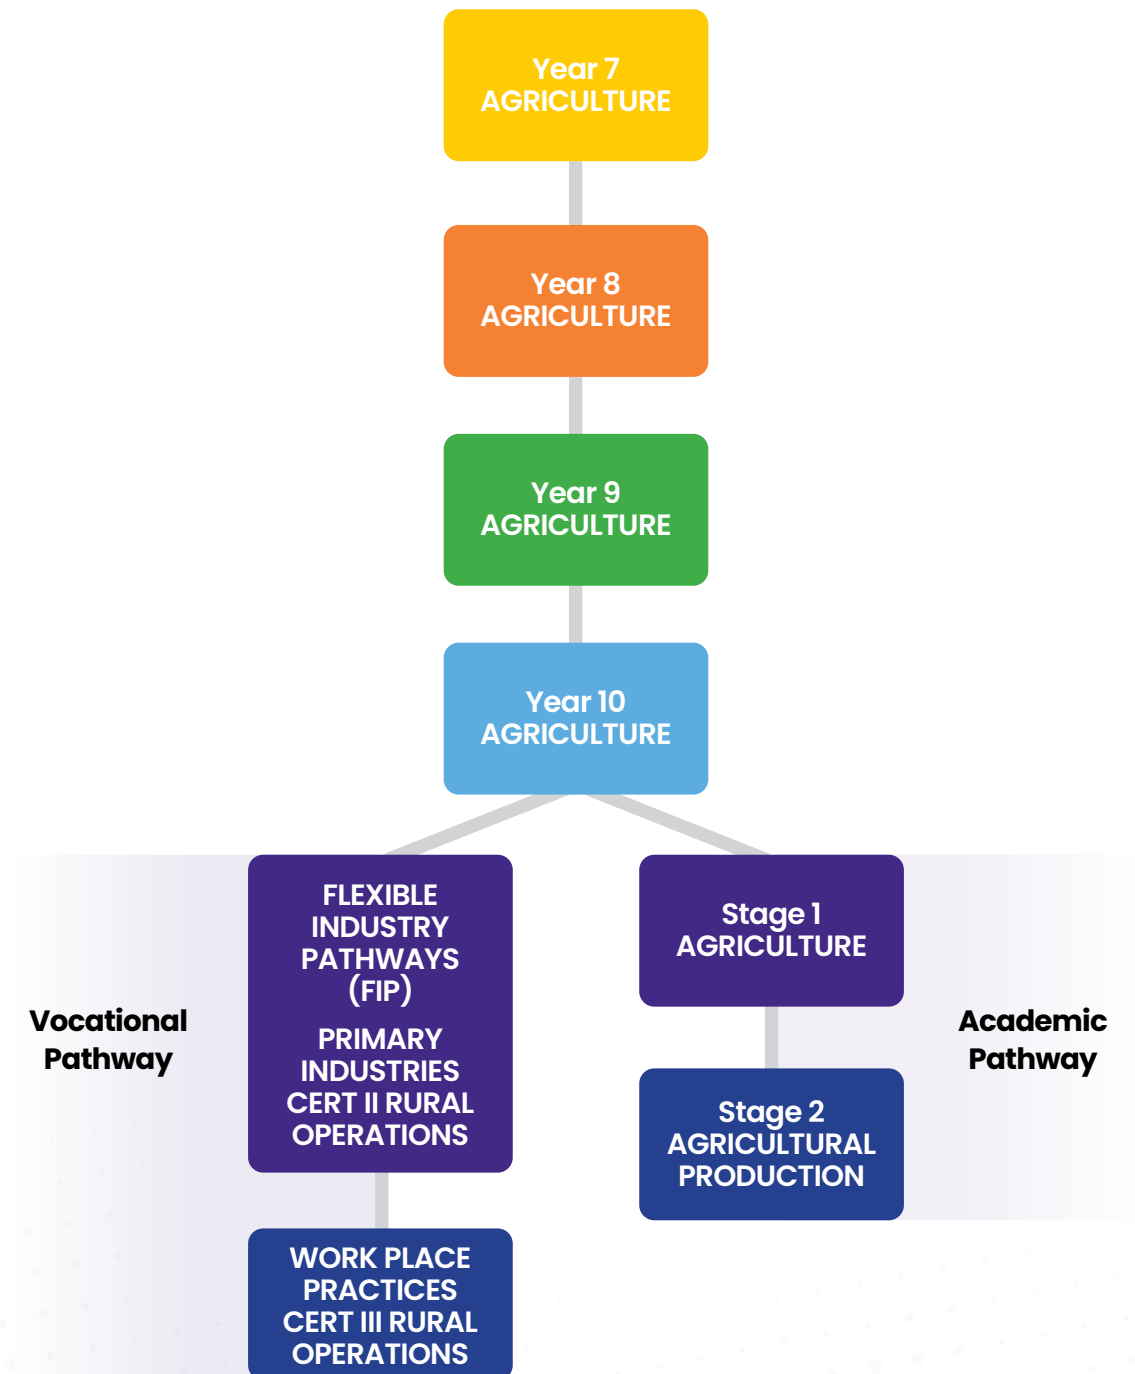 Year 7
AGRICULTURE
Year 8
AGRICULTURE
Year 9
AGRICULTURE
Year 10
AGRICULTURE
Vocational
Pathway
FLEXIBLE
INDUSTRY
PATHWAYS
(FIP)
PRIMARY
INDUSTRIES
CERT II RURAL
OPERATIONS
WORK PLACE
PRACTICES
CERT III RURAL
OPERATIONS
Stage 1
AGRICULTURE
Stage 2
AGRICULTURAL
PRODUCTION
Academic
Pathway